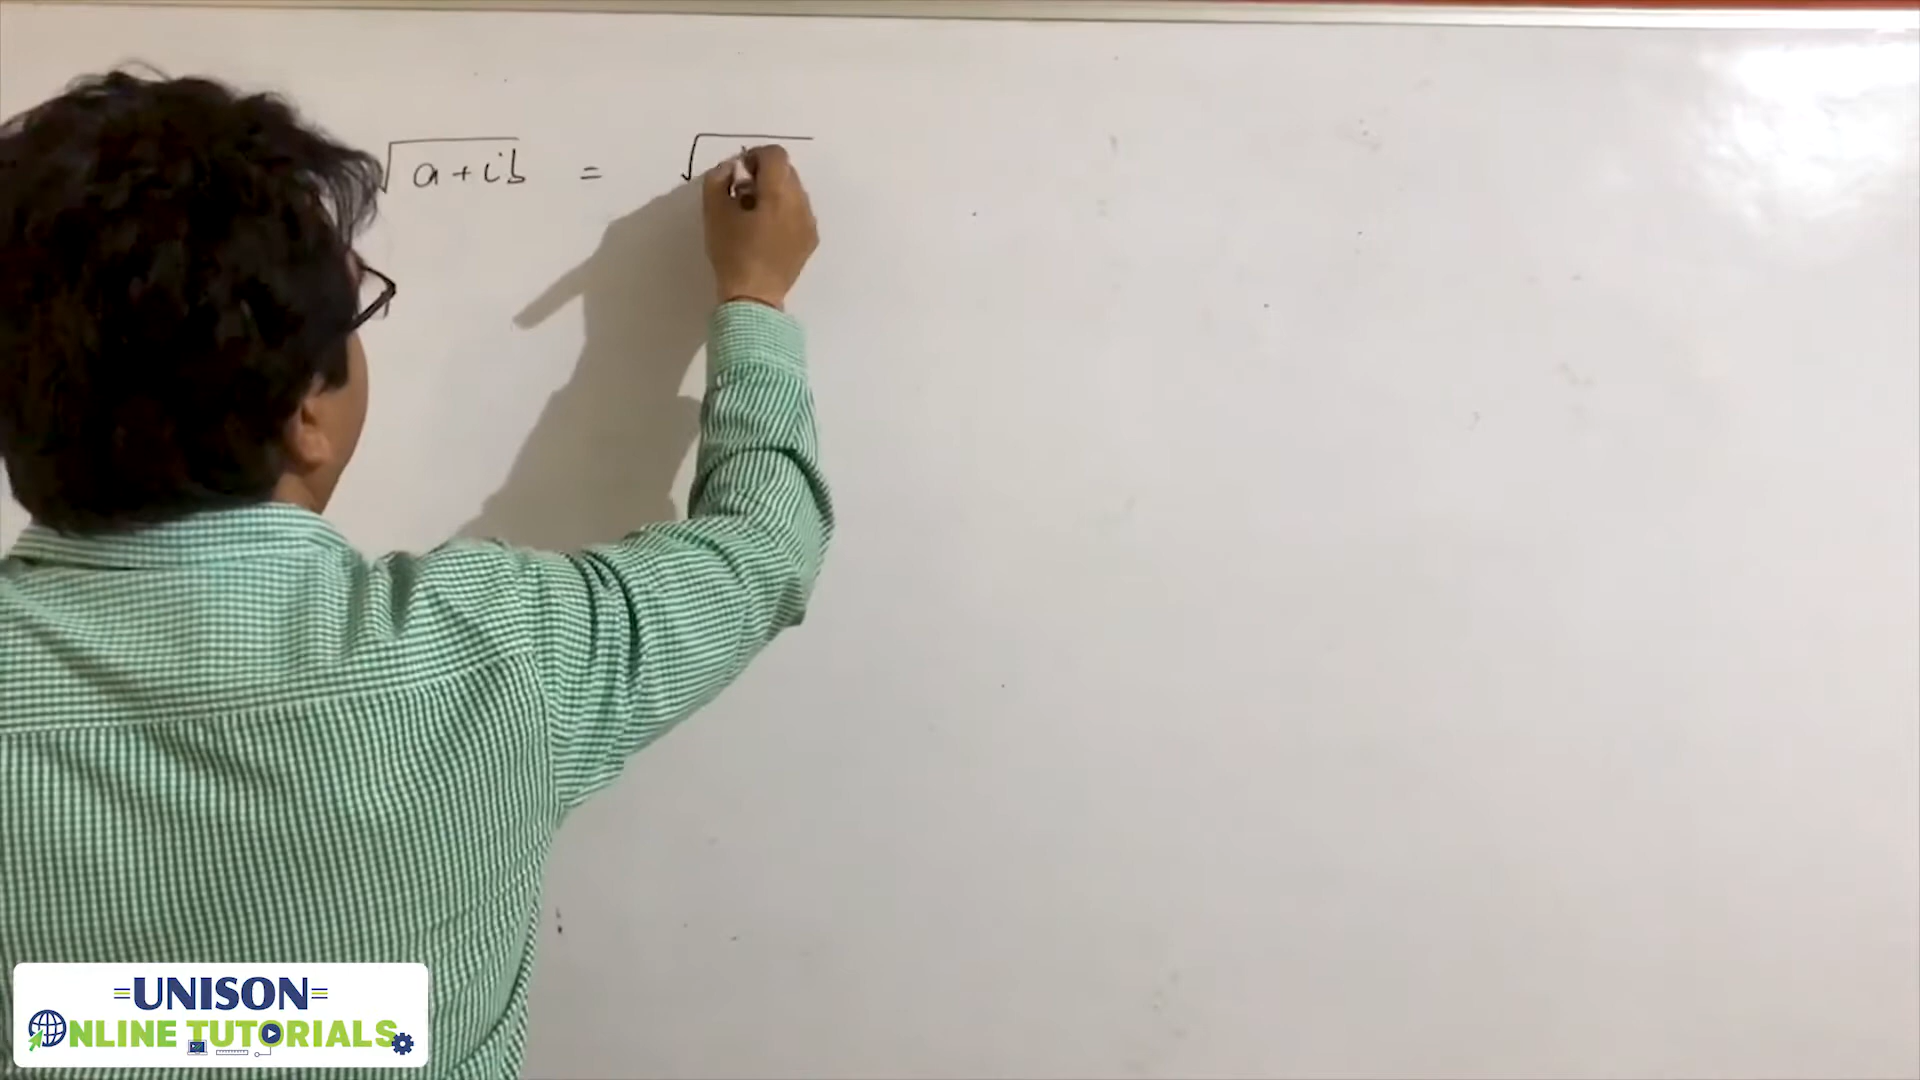 √a+ib = √
UNISON
ONLINE TUTORIALS